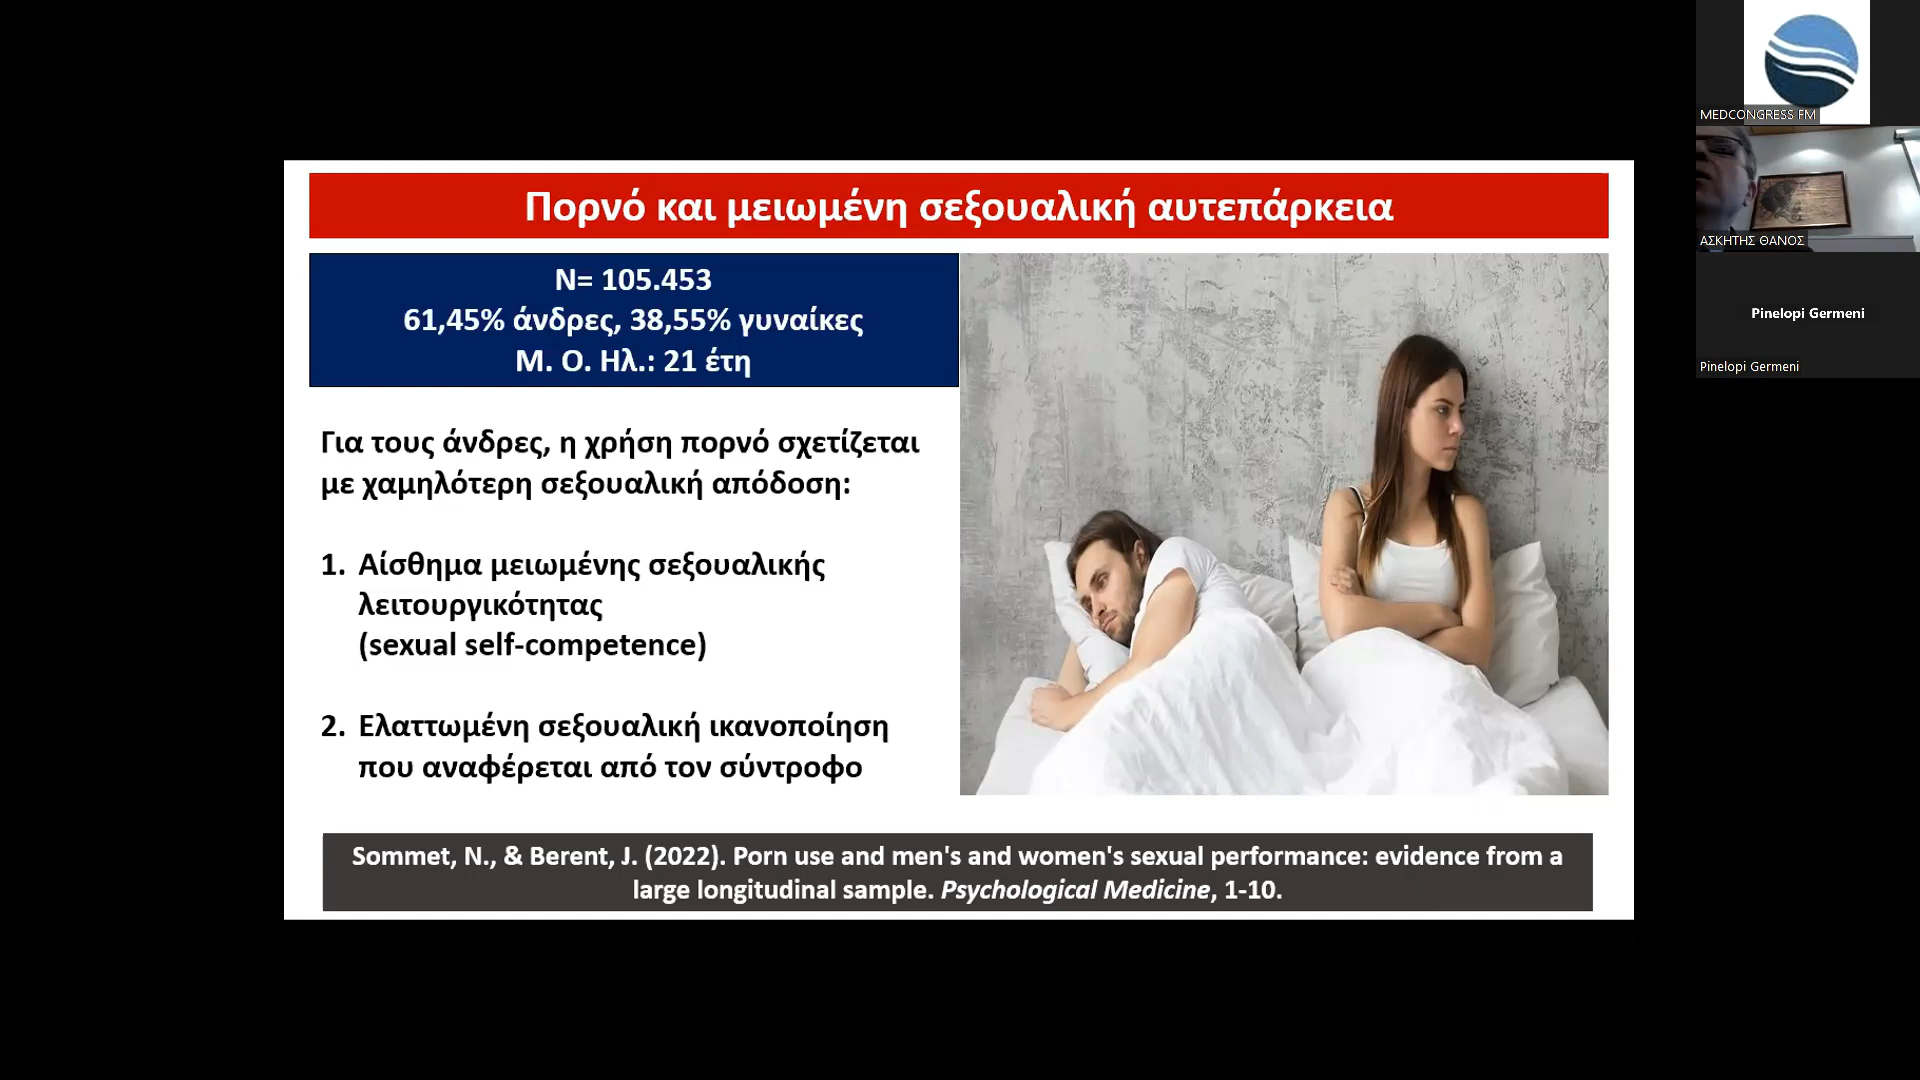 Πορνό και μειωμένη σεξουαλική αυτεπάρκεια
N= 105.453
61,45% άνδρες, 38,55% γυναίκες
Μ. Ο. Ηλ.: 21 έτη
Για τους άνδρες, η χρήση πορνό σχετίζεται
με χαμηλότερη σεξουαλική απόδοση:
1. Αίσθημα μειωμένης σεξουαλικής
λειτουργικότητας
(sexual self-competence)
2. Ελαττωμένη σεξουαλική ικανοποίηση
που αναφέρεται από τον σύντροφο
Sommet, N., & Berent, J. (2022). Porn use and men's and women's sexual performance: evidence from a
large longitudinal sample. Psychological Medicine, 1-10.
MEDCONGRESS FM
ΑΣΚΗΤΗΣ ΘΑΝΟΣ
Pinelopi Germeni
Pinelopi Germeni